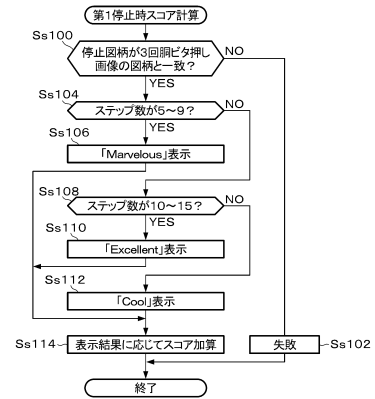 第1停止時スコア計算
Ss100
停止図柄が3回胴ビタ押し
画像の図柄と一致？
NO
YES
Ss104
ステップ数が5～9？
NO
YES
Ss106
「Marvelous」表示
Ss108
ステップ数が10～15？
NO
YES
Ss110
「Excellent」表示
Ss112
「Cool」表示
Ss114
表示結果に応じてスコア加算
失敗
Ss102
終了